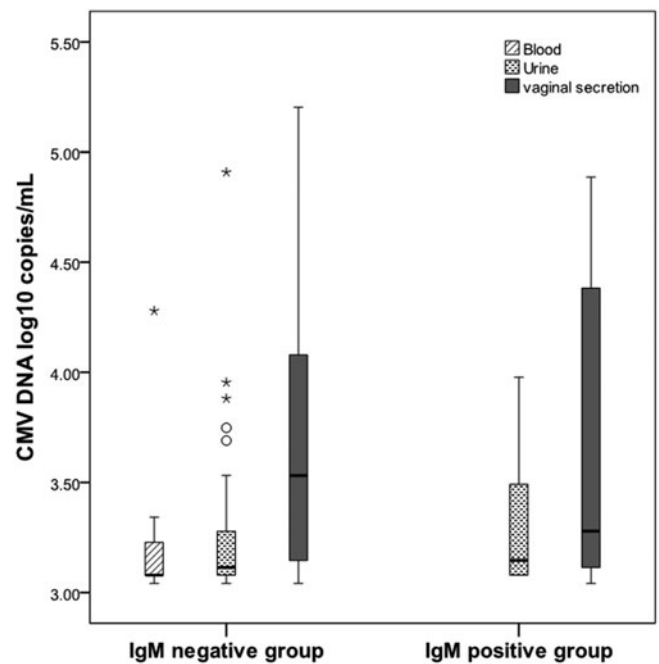 5.50
Blood
Urine
vaginal secretion
5.00
4.50
4.00
3.50
3.00
CMV DNA log10 copies/mL
IgM negative group IgM positive group